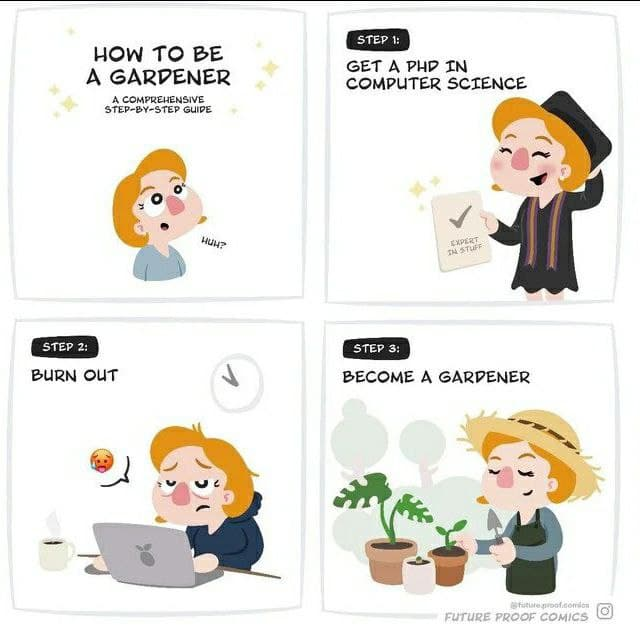 HOW TO BE
A GARDENER
A COMPREHENSIVE
STEP-BY-STEP GUIDE
HUH?
STEP 1:
GET A PHD IN
COMPUTER SCIENCE
EXPERT
IN STUFF
STEP 2:
BURN OUT
STEP 3:
BECOME A GARDENER
@future.proof.comics
FUTURE PROOF COMICS